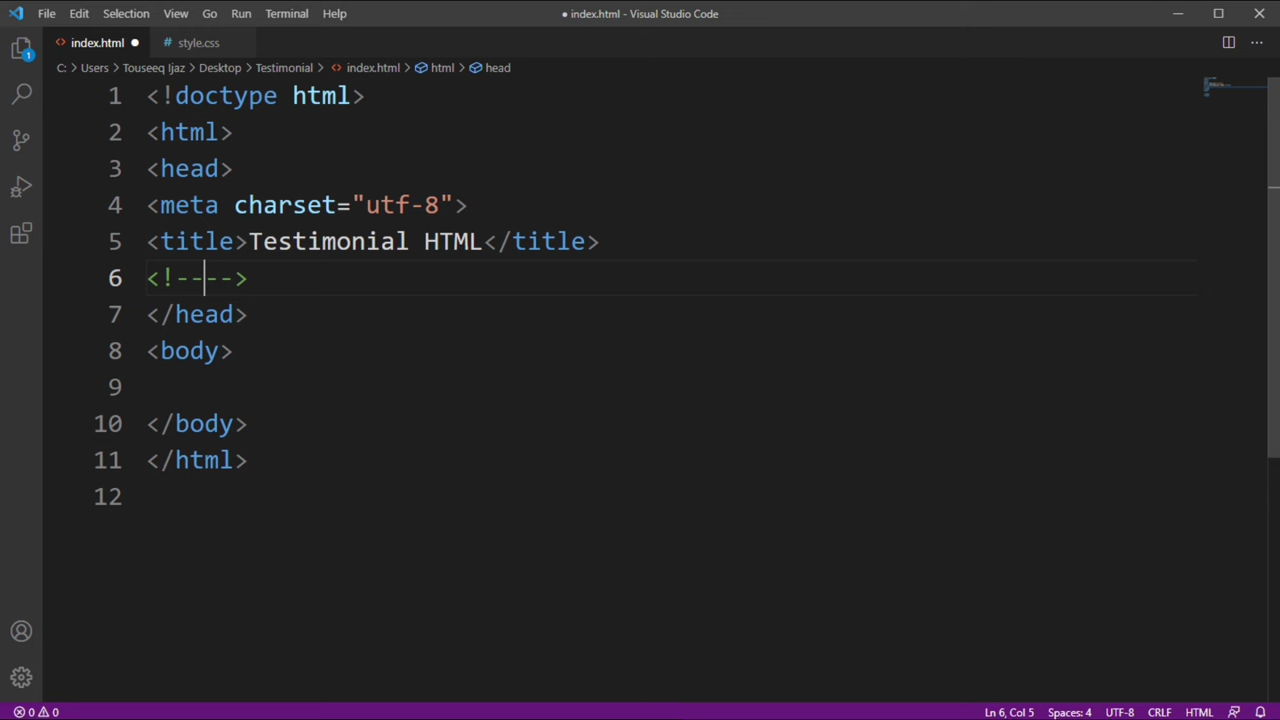 File Edit Selection View Go Run Terminal Help
● index.html - Visual Studio Code
index.html ●
# style.css
C: > Users > Touseeq Ijaz > Desktop > Testimonial > index.html > html > head
1 <!doctype html>
2 <html>
3 <head>
4 <meta charset="utf-8">
5 <title>Testimonial HTML</title>
6 <!---->
7 </head>
8 <body>
9
10 </body>
11 </html>
12
1
0 0
Ln 6, Col 5 Spaces: 4 UTF-8 CRLF HTML